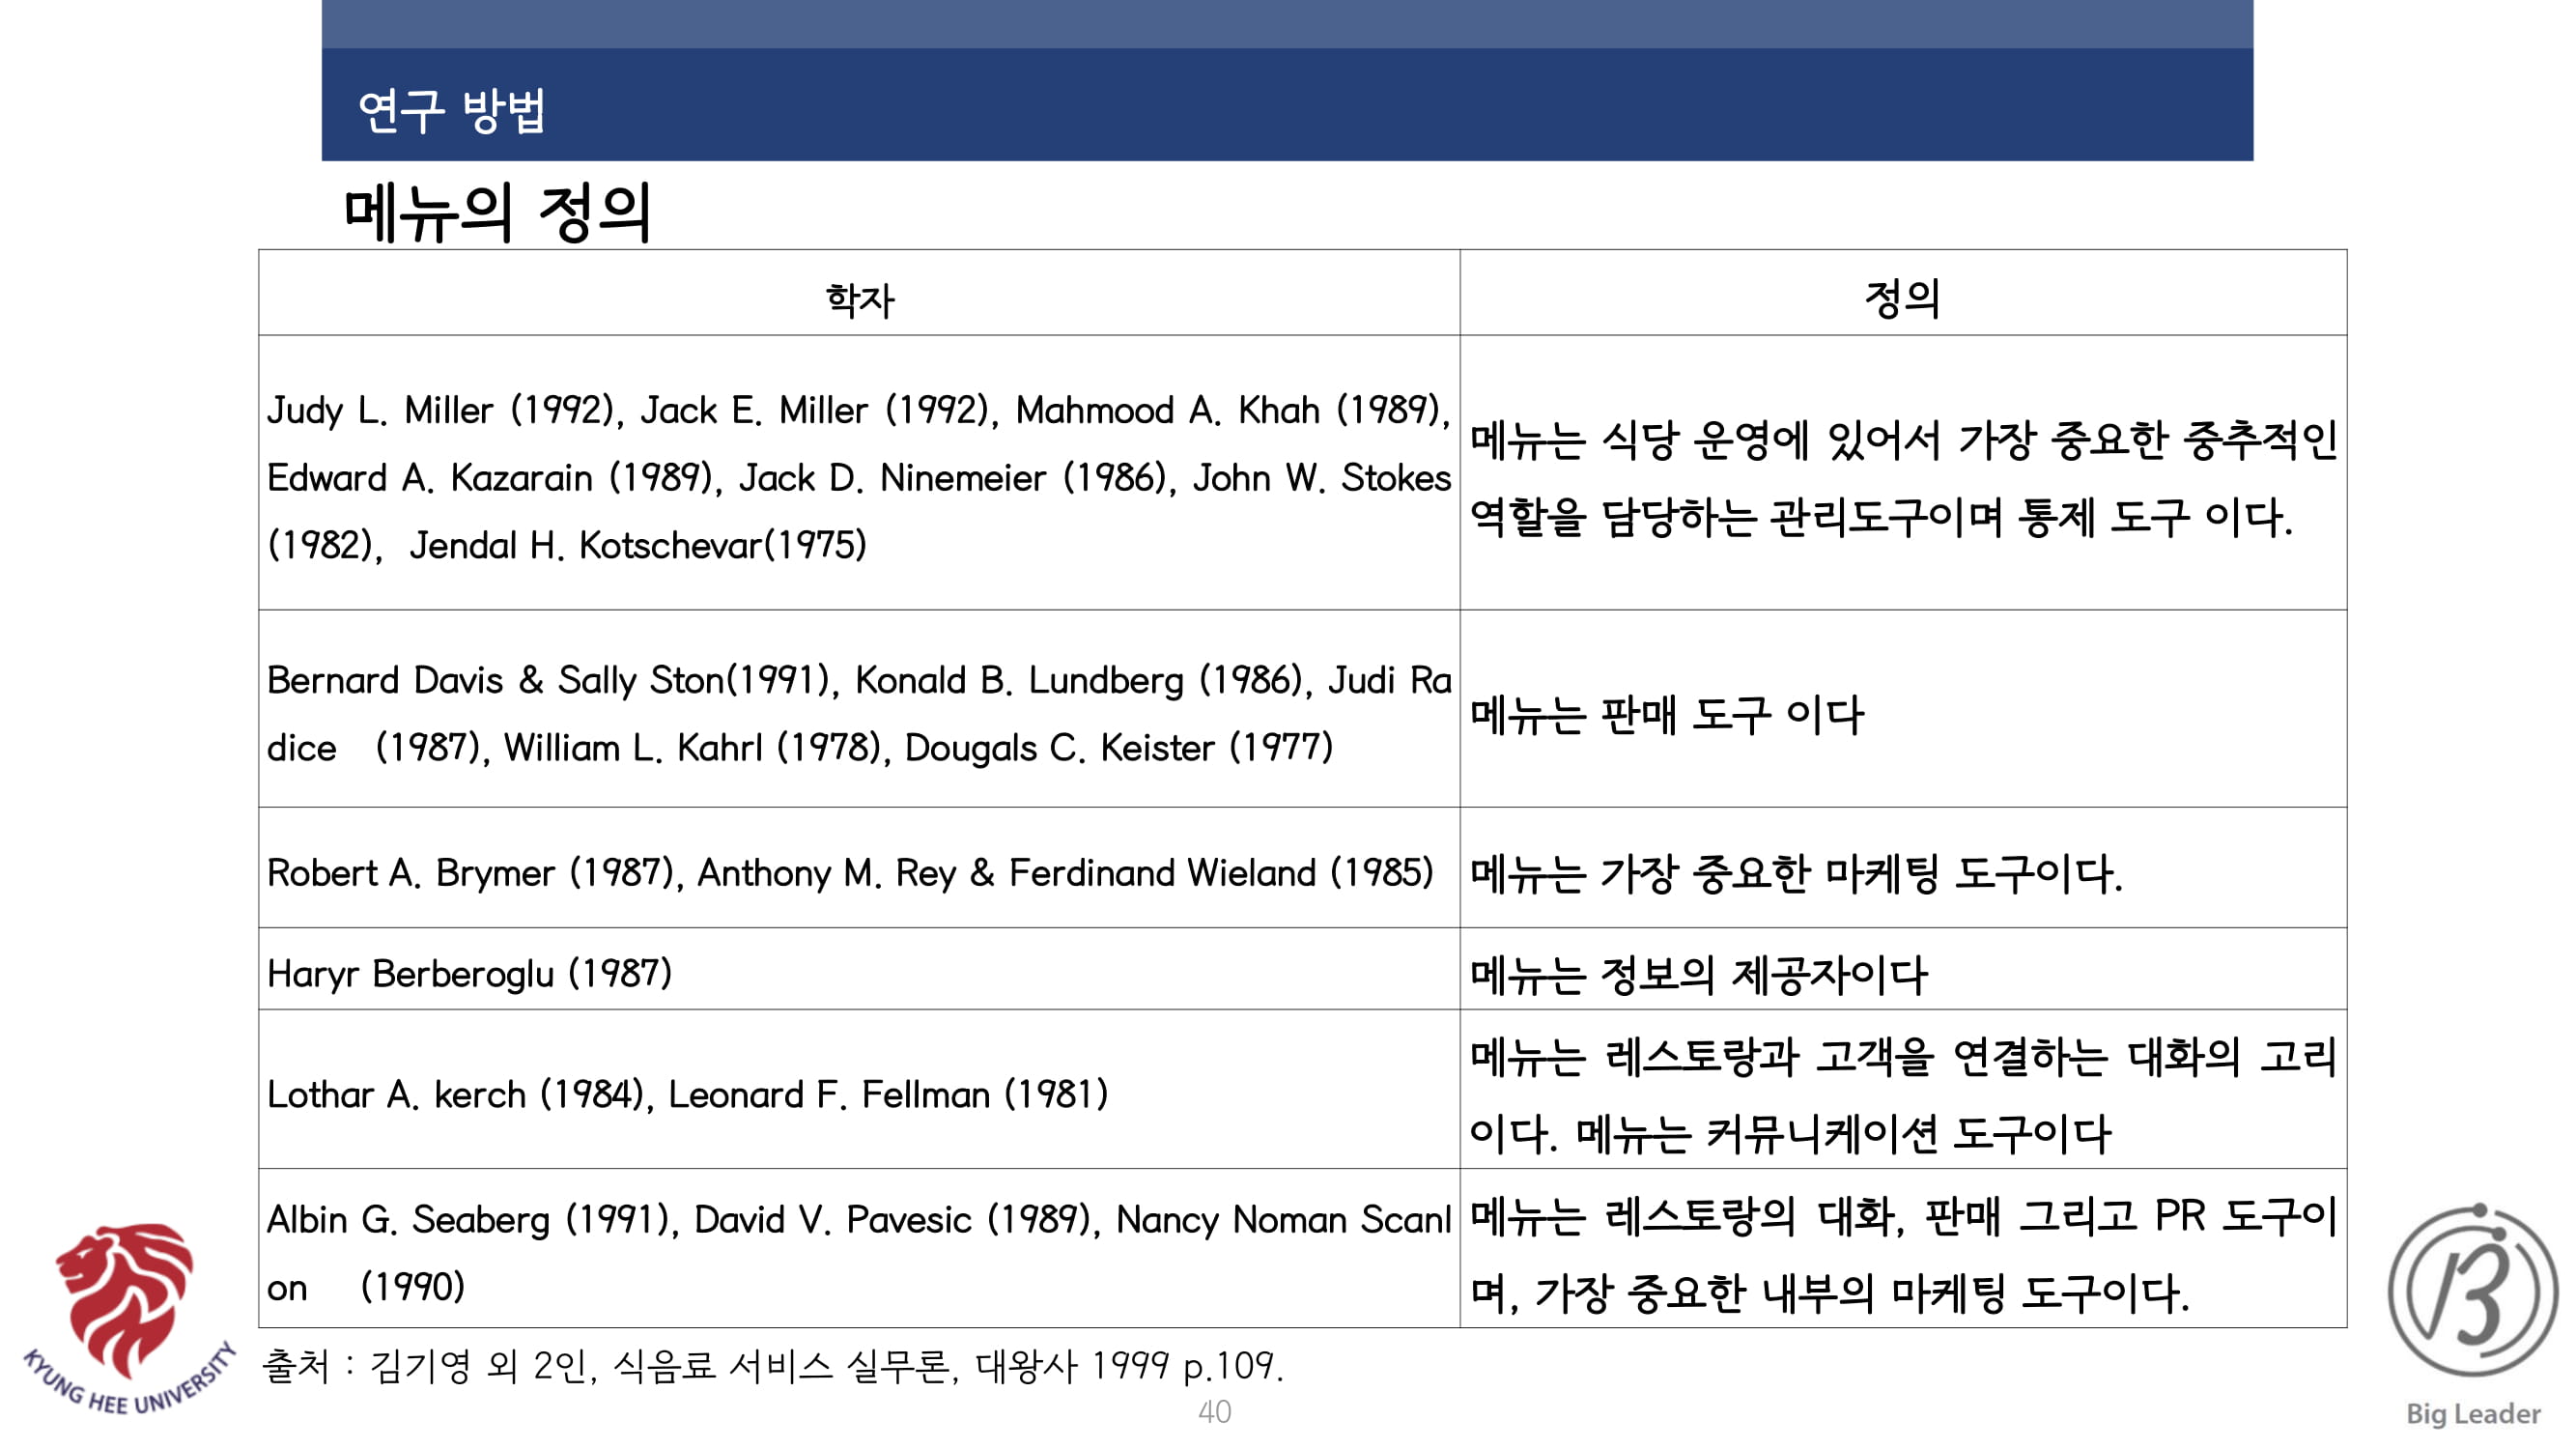 연구 방법
메뉴의 정의
학자
정의
Judy L. Miller (1992), Jack E. Miller (1992), Mahmood A. Khah (1989),
Edward A. Kazarain (1989), Jack D. Ninemeier (1986), John W. Stokes
(1982), Jendal H. Kotschevar(1975)
메뉴는 식당 운영에 있어서 가장 중요한 중추적인
역할을 담당하는 관리도구이며 통제 도구 이다.
Bernard Davis & Sally Ston(1991), Konald B. Lundberg (1986), Judi Ra
dice (1987), William L. Kahrl (1978), Dougals C. Keister (1977)
메뉴는 판매 도구 이다
Robert A. Brymer (1987), Anthony M. Rey & Ferdinand Wieland (1985)
메뉴는 가장 중요한 마케팅 도구이다.
Haryr Berberoglu (1987)
메뉴는 정보의 제공자이다
Lothar A. kerch (1984), Leonard F. Fellman (1981)
메뉴는 레스토랑과 고객을 연결하는 대화의 고리
이다. 메뉴는 커뮤니케이션 도구이다
Albin G. Seaberg (1991), David V. Pavesic (1989), Nancy Noman Scanl
on (1990)
메뉴는 레스토랑의 대화, 판매 그리고 PR 도구이
며, 가장 중요한 내부의 마케팅 도구이다.
출처 : 김기영 외 2인, 식음료 서비스 실무론, 대왕사 1999 p.109.
40
KYUNG HEE UNIVERSITY
Big Leader